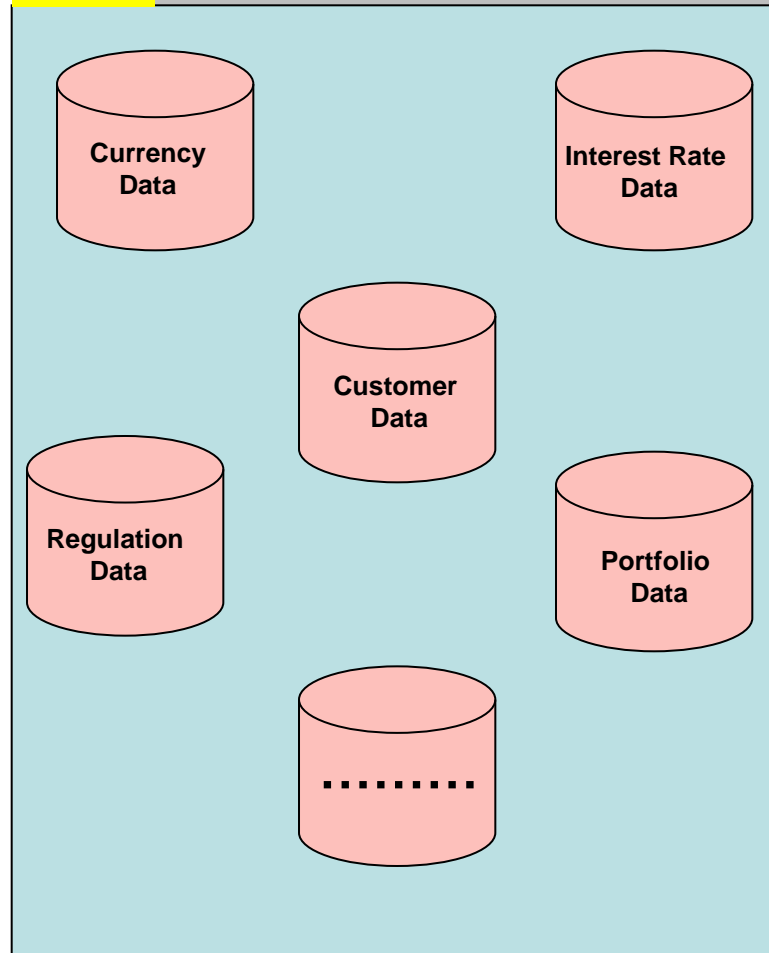 Currency
Data
Interest Rate
Data
Customer
Data
Regulation
Data
Portfolio
Data
.........